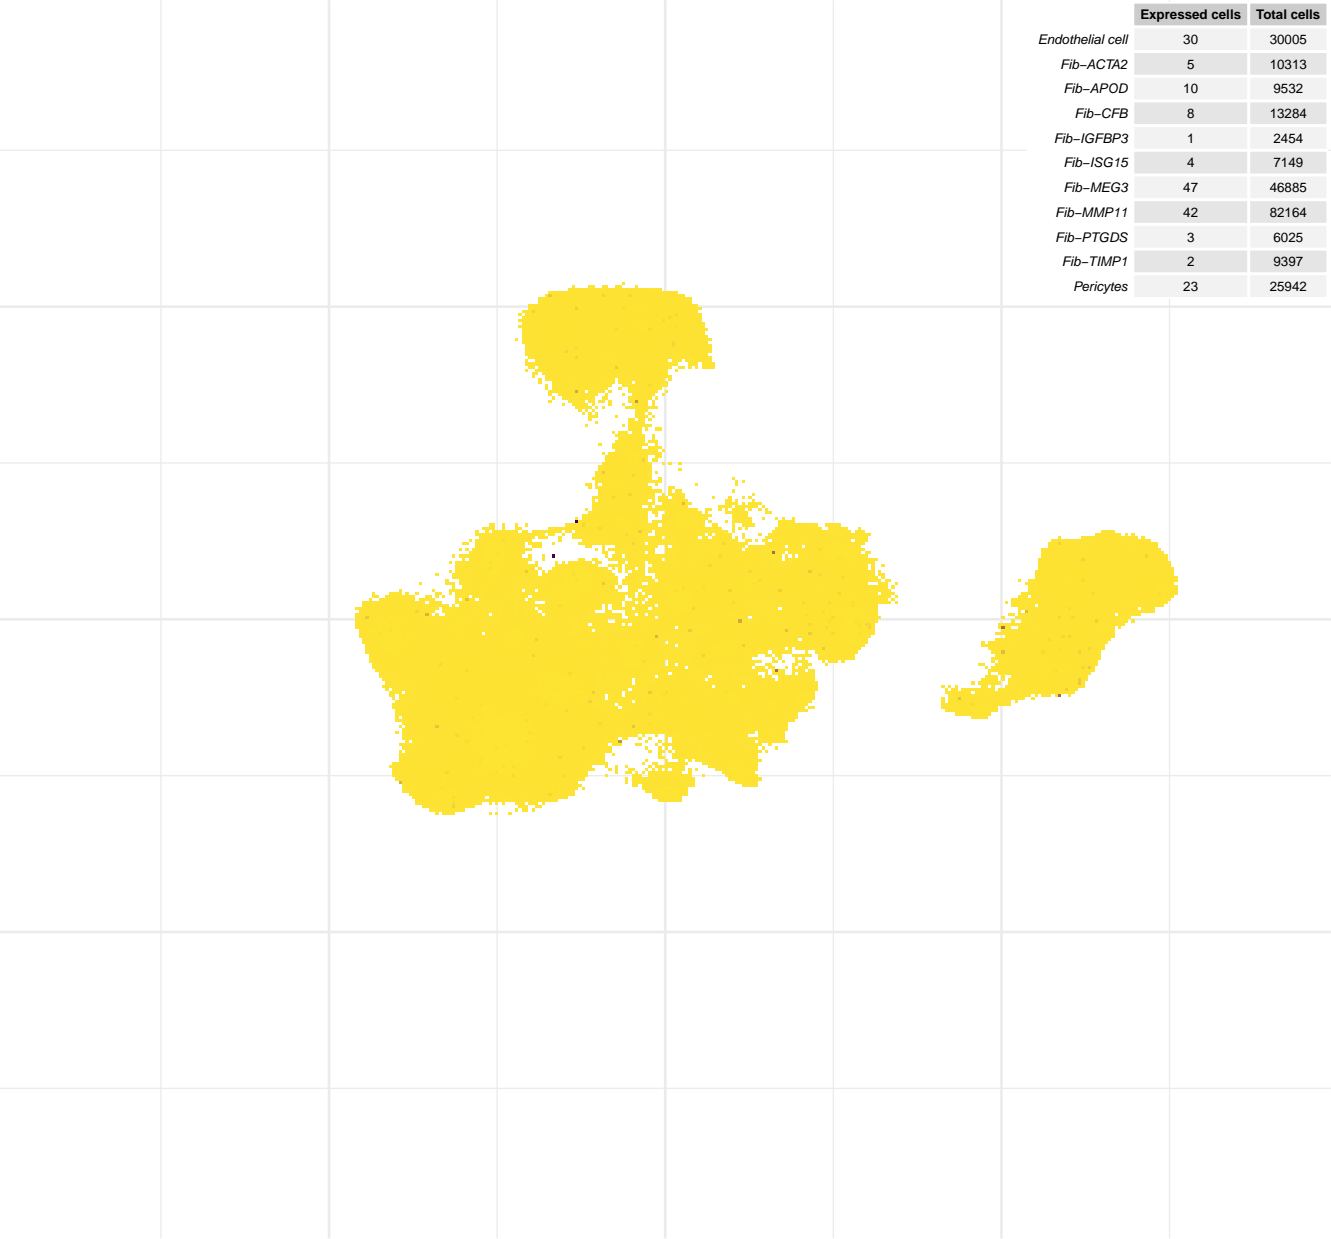 Expressed cells Total cells
Endothelial cell 30 30005
Fib−ACTA2 5 10313
Fib−APOD 10 9532
Fib−CFB 8 13284
Fib−IGFBP3 1 2454
Fib−ISG15 4 7149
Fib−MEG3 47 46885
Fib−MMP11 42 82164
Fib−PTGDS 3 6025
Fib−TIMP1 2 9397
Pericytes 23 25942